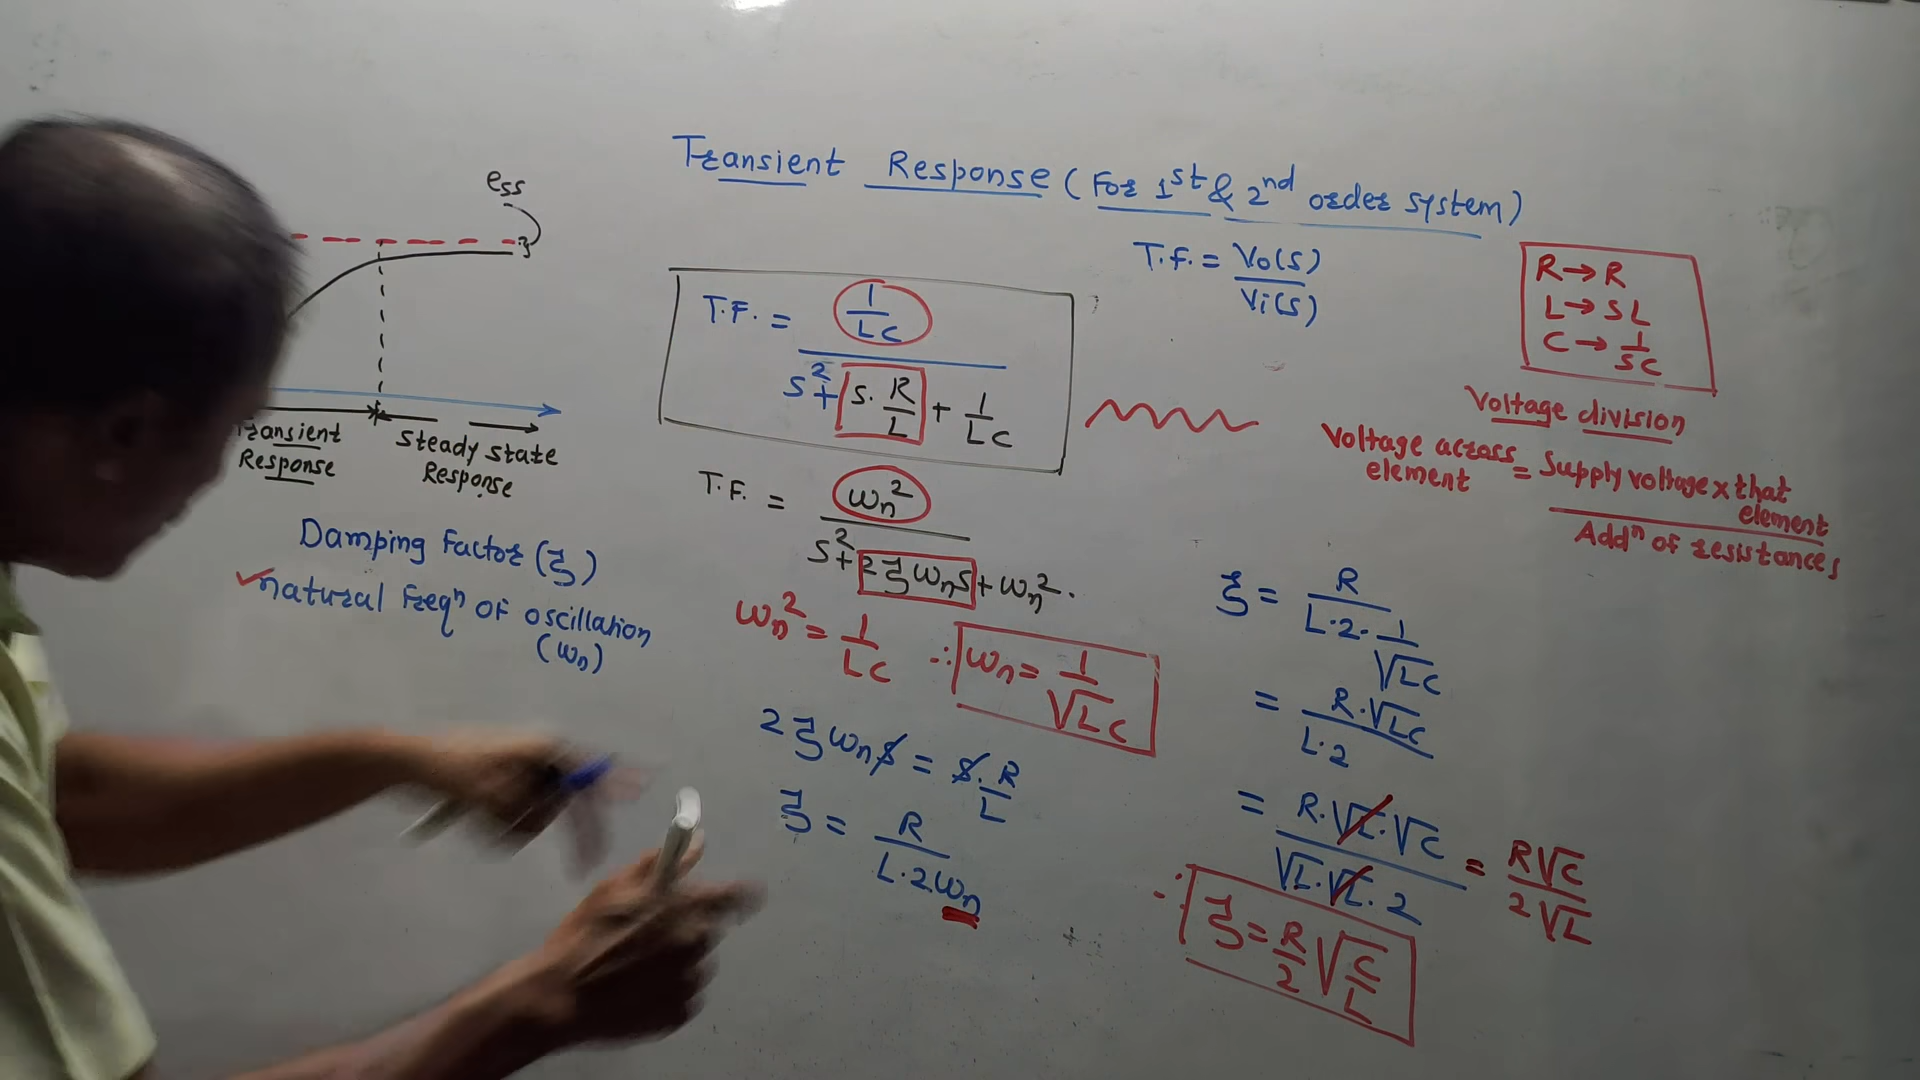 Transient Response (For 1st & 2nd order system)
ess
Transient Response
Steady state Response
Damping factor (ξ)
✓natural freqⁿ of oscillation
(ωn)
T.F. = Vo(s)/Vi(s)
T.F. = (1/LC)/(s² + s.R/L + 1/LC)
T.F. = ωn²/(s² + 2ξωns + ωn².)
ωn² = 1/LC ∴ ωn = 1/√LC
2ξωns = s.R/L
ξ = R/(L.2ωn)
R → R
L → SL
C → 1/SC
Voltage division
Voltage across element = Supply voltage x that element / Addⁿ of resistances
ξ = R/(L.2.1/√LC)
= R.√LC/(L.2)
= R.√L.√C/(√L.√L.2) = R√C/(2√L)
∴ ξ = R/2 √(C/L)